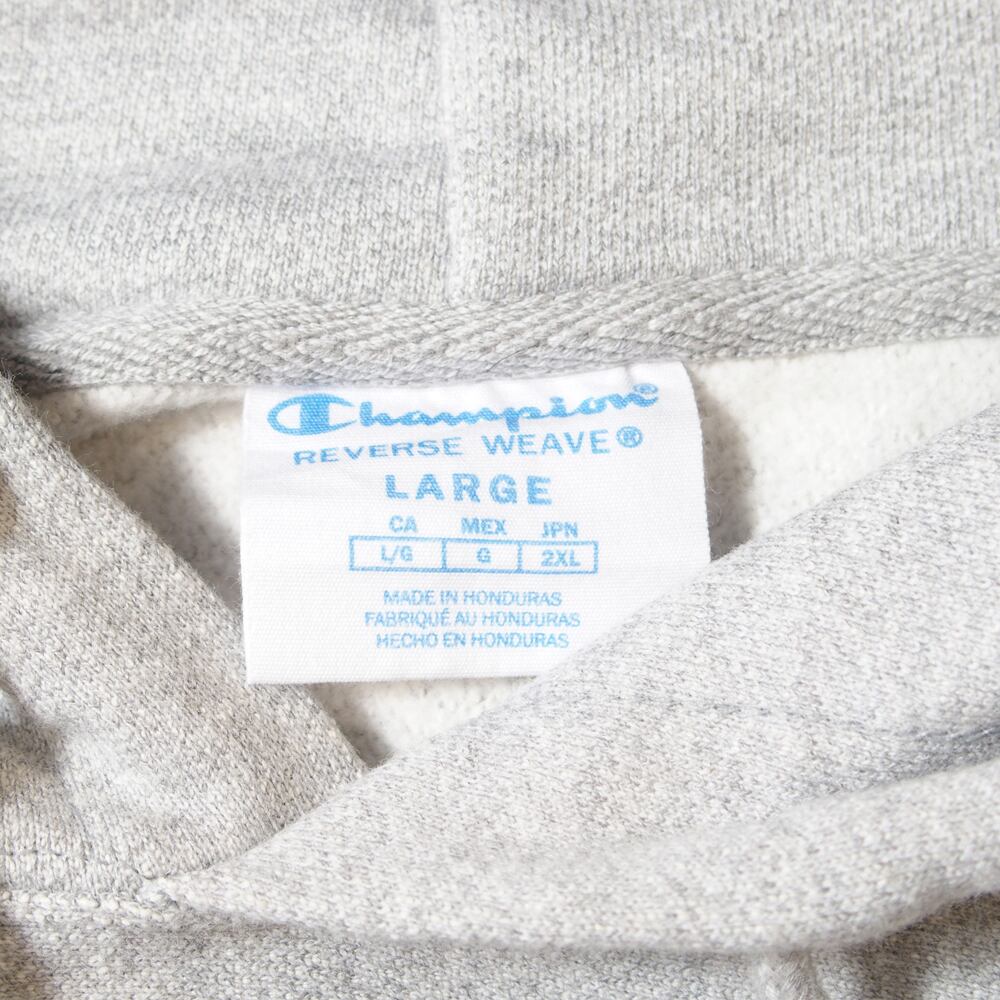 Champion®
REVERSE WEAVE®
LARGE
CA MEX JPN
L/G G 2XL
MADE IN HONDURAS
FABRIQUÉ AU HONDURAS
HECHO EN HONDURAS